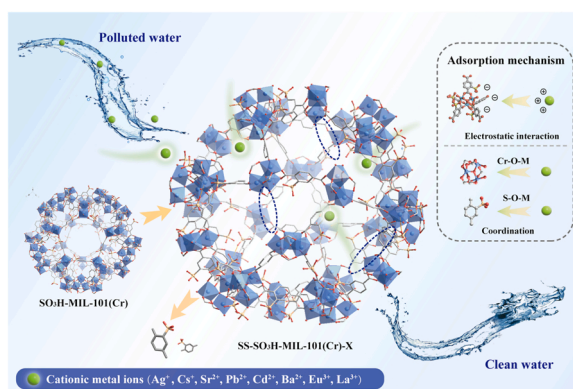 Polluted water
Adsorption mechanism
Electrostatic interaction
Cr-O-M
S-O-M
Coordination
SO₃H-MIL-101(Cr)
SS-SO₃H-MIL-101(Cr)-X
Clean water
Cationic metal ions (Ag⁺, Cs⁺, Sr²⁺, Pb²⁺, Cd²⁺, Ba²⁺, Eu³⁺, La³⁺)